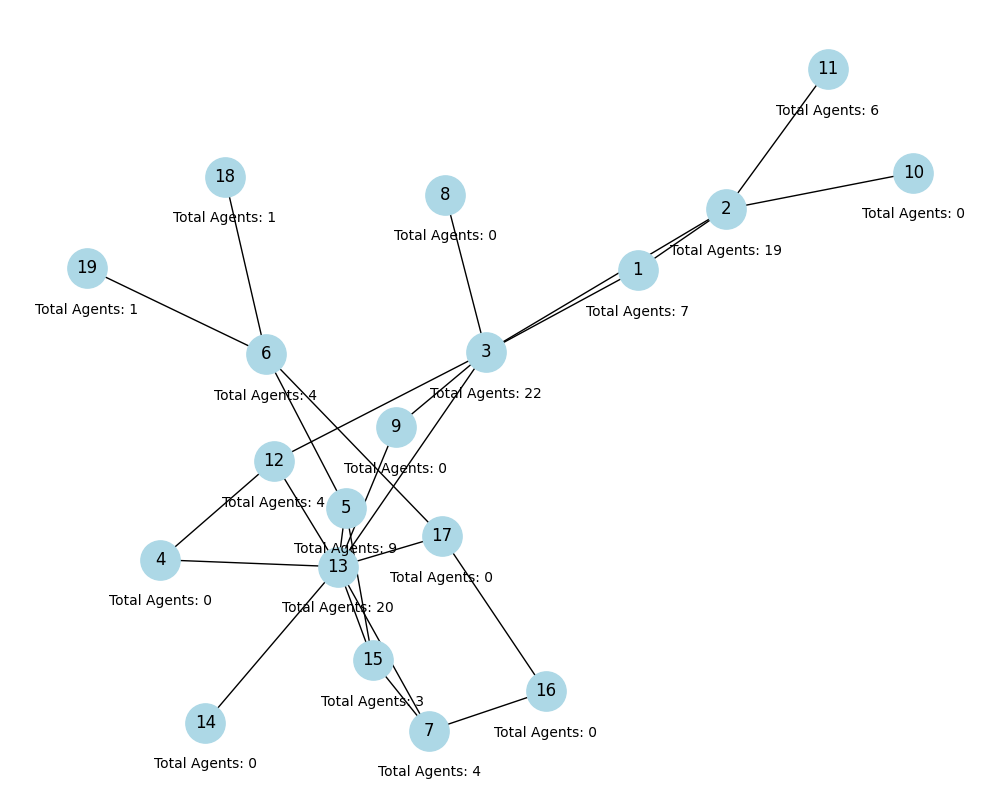 11
Total Agents: 6
10
Total Agents: 0
18
Total Agents: 1
8
Total Agents: 0
2
Total Agents: 19
19
Total Agents: 1
1
Total Agents: 7
6
Total Agents: 4
3
Total Agents: 22
9
Total Agents: 0
12
Total Agents: 4
5
Total Agents: 9
17
Total Agents: 0
4
Total Agents: 0
13
Total Agents: 20
15
Total Agents: 3
16
Total Agents: 0
14
Total Agents: 0
7
Total Agents: 4